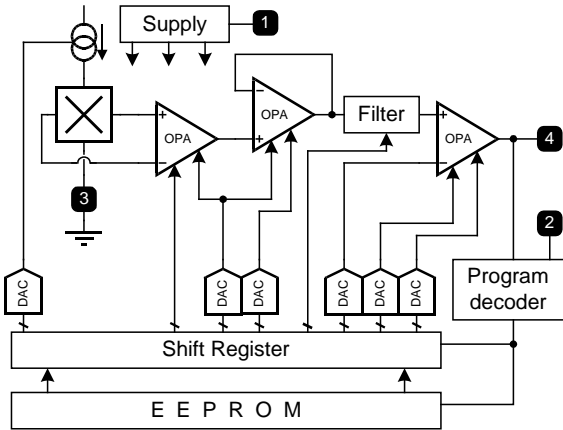 Supply
1
OPA
OPA
Filter
OPA
4
3
2
DAC
DAC
DAC
DAC
DAC
DAC
Program
decoder
Shift Register
E E P R O M